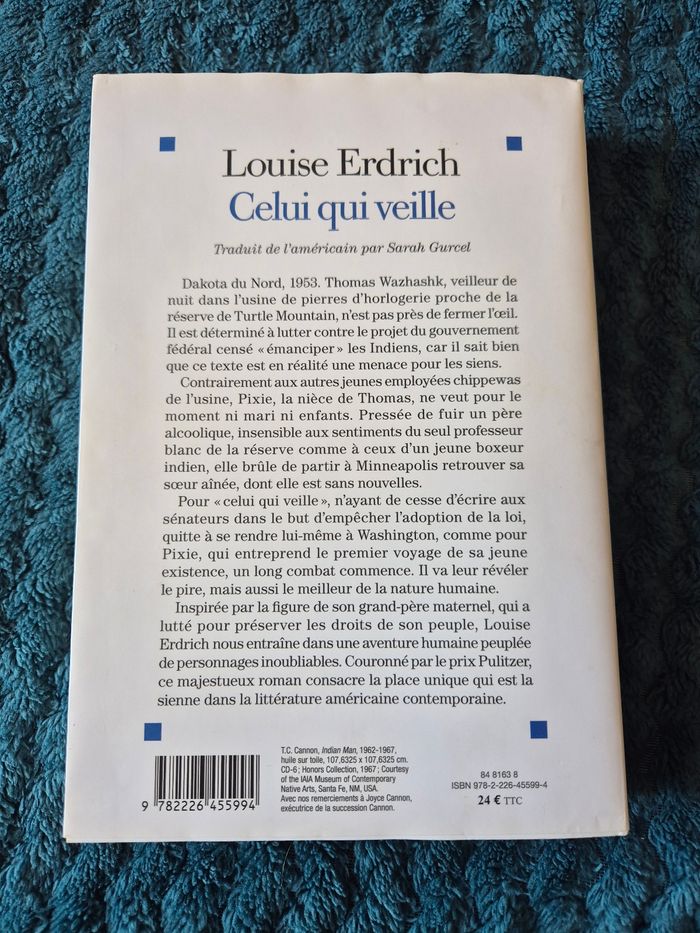 Louise Erdrich
Celui qui veille
Traduit de l'américain par Sarah Gurcel
Dakota du Nord, 1953. Thomas Wazhashk, veilleur de
nuit dans l'usine de pierres d'horlogerie proche de la
réserve de Turtle Mountain, n'est pas près de fermer l'œil.
Il est déterminé à lutter contre le projet du gouvernement
fédéral censé « émanciper » les Indiens, car il sait bien
que ce texte est en réalité une menace pour les siens.
Contrairement aux autres jeunes employées chippewas
de l'usine, Pixie, la nièce de Thomas, ne veut pour le
moment ni mari ni enfants. Pressée de fuir un père
alcoolique, insensible aux sentiments du seul professeur
blanc de la réserve comme à ceux d'un jeune boxeur
indien, elle brûle de partir à Minneapolis retrouver sa
sœur aînée, dont elle est sans nouvelles.
Pour « celui qui veille », n'ayant de cesse d'écrire aux
sénateurs dans le but d'empêcher l'adoption de la loi,
quitte à se rendre lui-même à Washington, comme pour
Pixie, qui entreprend le premier voyage de sa jeune
existence, un long combat commence. Il va leur révéler
le pire, mais aussi le meilleur de la nature humaine.
Inspirée par la figure de son grand-père maternel, qui a
lutté pour préserver les droits de son peuple, Louise
Erdrich nous entraîne dans une aventure humaine peuplée
de personnages inoubliables. Couronné par le prix Pulitzer,
ce majestueux roman consacre la place unique qui est la
sienne dans la littérature américaine contemporaine.
T.C. Cannon, Indian Man, 1962-1967,
huile sur toile, 107,6325 x 107,6325 cm.
CD-6 ; Honors Collection, 1967 ; Courtesy
of the IAIA Museum of Contemporary
Native Arts, Santa Fe, NM, USA.
Avec nos remerciements à Joyce Cannon,
exécutrice de la succession Cannon.
9 782226 455994
84 8163 8
ISBN 978-2-226-45599-4
24 € TTC